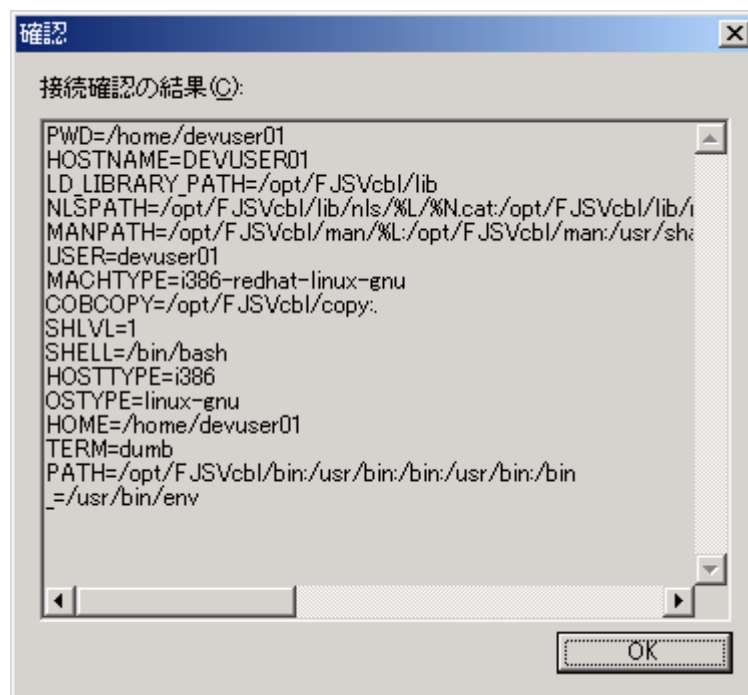 確認
接続確認の結果(C):
PWD=/home/devuser01
HOSTNAME=DEVUSER01
LD_LIBRARY_PATH=/opt/FJSVcbl/lib
NLSPATH=/opt/FJSVcbl/lib/nls/%L/%N.cat:/opt/FJSVcbl/lib/
MANPATH=/opt/FJSVcbl/man/%L:/opt/FJSVcbl/man:/usr/sha
USER=devuser01
MACHTYPE=i386-redhat-linux-gnu
COBCOPY=/opt/FJSVcbl/copy:.
SHLVL=1
SHELL=/bin/bash
HOSTTYPE=i386
OSTYPE=linux-gnu
HOME=/home/devuser01
TERM=dumb
PATH=/opt/FJSVcbl/bin:/usr/bin:/bin:/usr/bin:/bin
_=/usr/bin/env
OK